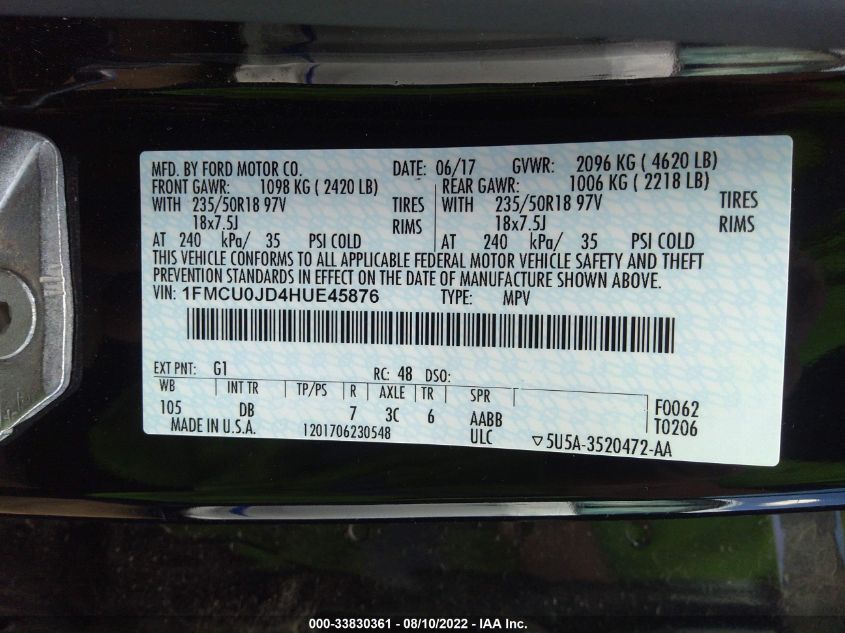 MFD. BY FORD MOTOR CO. DATE: 06/17 GVWR: 2096 KG ( 4620 LB)
FRONT GAWR: 1098 KG ( 2420 LB) REAR GAWR: 1006 KG ( 2218 LB)
WITH 235/50R18 97V TIRES WITH 235/50R18 97V TIRES
18x7.5J RIMS 18x7.5J RIMS
AT 240 kPa/ 35 PSI COLD AT 240 kPa/ 35 PSI COLD
THIS VEHICLE CONFORMS TO ALL APPLICABLE FEDERAL MOTOR VEHICLE SAFETY AND THEFT
PREVENTION STANDARDS IN EFFECT ON THE DATE OF MANUFACTURE SHOWN ABOVE.
VIN: 1FMCU0JD4HUE45876 TYPE: MPV
EXT PNT: G1 RC: 48 DSO:
WB INT TR TP/PS R AXLE TR SPR
105 DB 7 3C 6 AABB F0062
MADE IN U.S.A. 1201706230548 ULC T0206
▽5U5A-3520472-AA
000-33830361 - 08/10/2022 - IAA Inc.